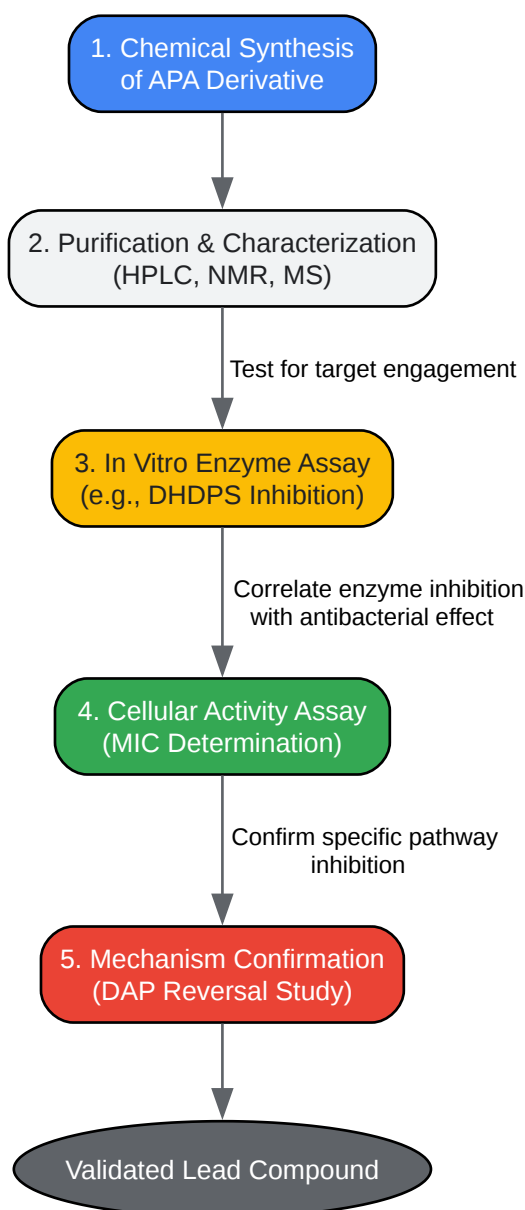 1. Chemical Synthesis
of APA Derivative
2. Purification & Characterization
(HPLC, NMR, MS)
Test for target engagement
3. In Vitro Enzyme Assay
(e.g., DHDPS Inhibition)
Correlate enzyme inhibition
with antibacterial effect
4. Cellular Activity Assay
(MIC Determination)
Confirm specific pathway
inhibition
5. Mechanism Confirmation
(DAP Reversal Study)
Validated Lead Compound